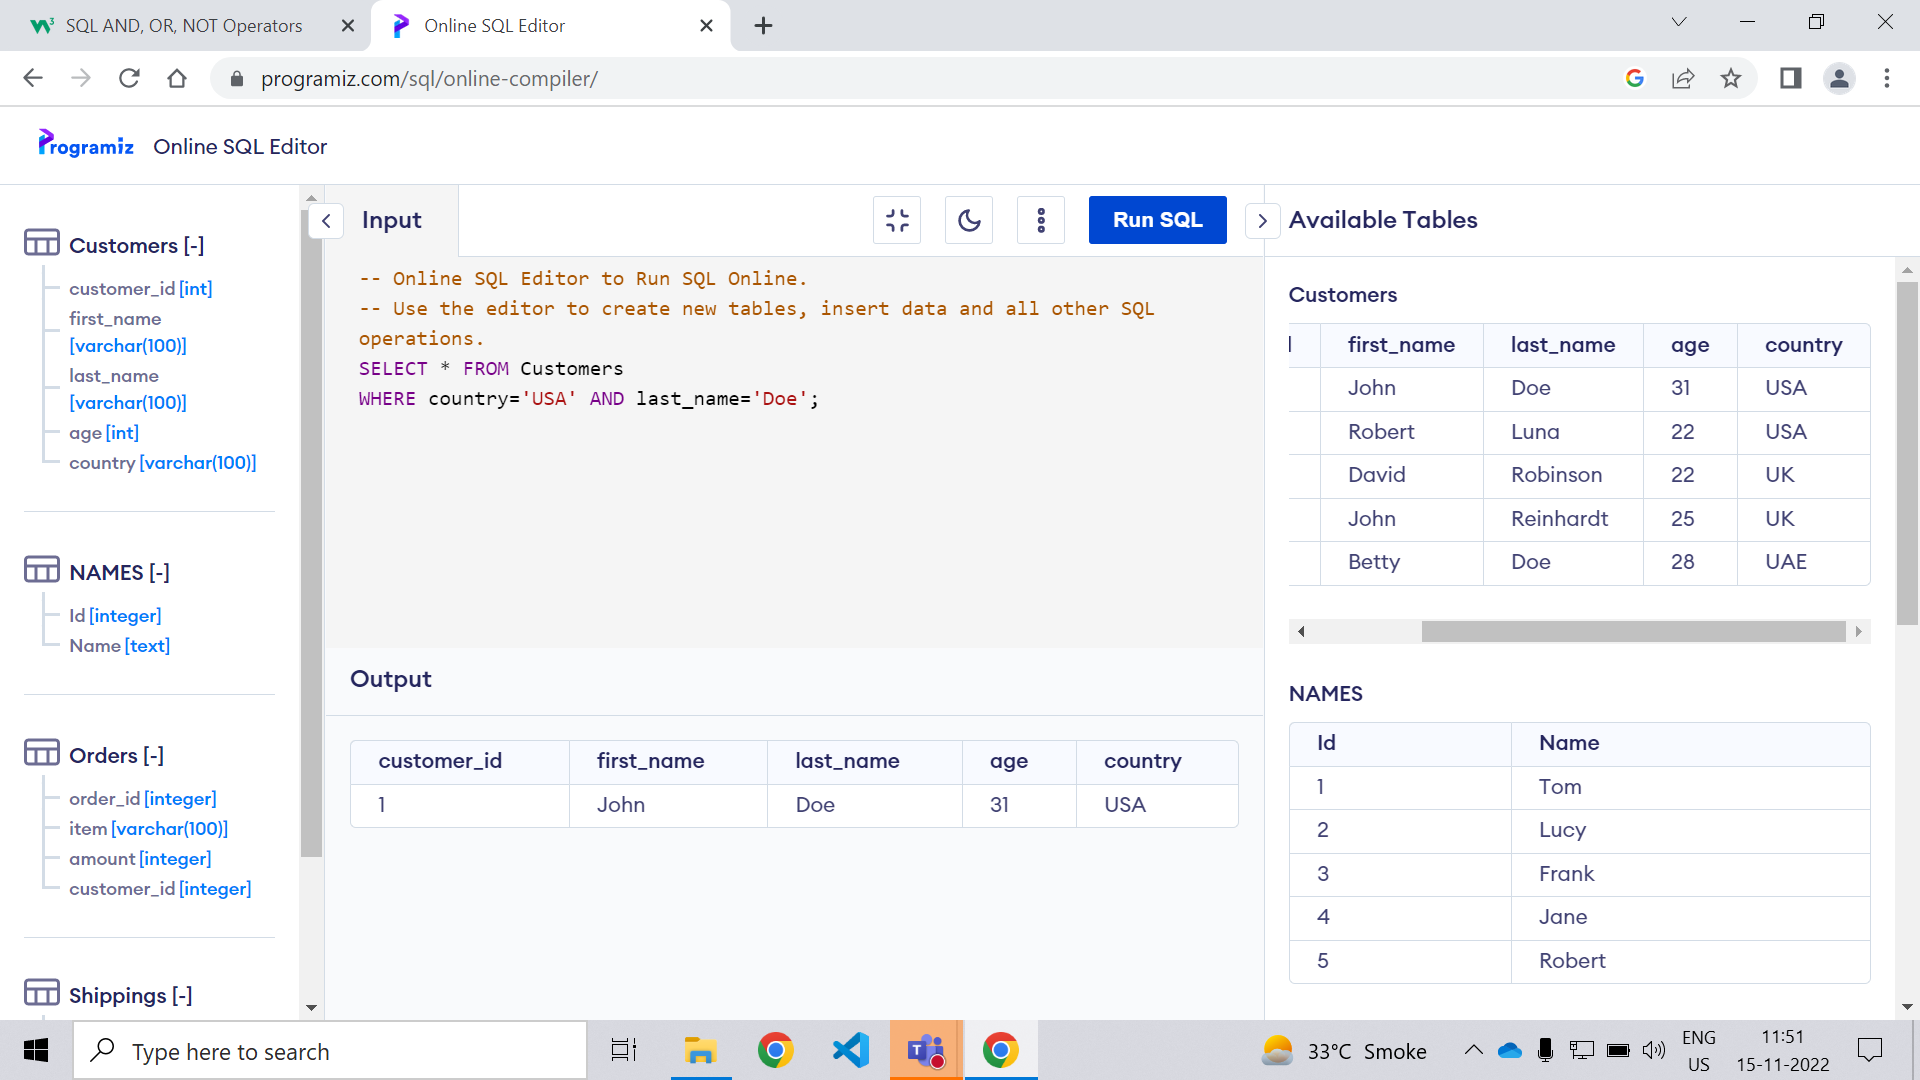 SQL AND, OR, NOT Operators
Online SQL Editor
programiz.com/sql/online-compiler/
Programiz
Online SQL Editor
Customers [-]
customer_id [int]
first_name
[varchar(100)]
last_name
[varchar(100)]
age [int]
country [varchar(100)]
NAMES [-]
Id [integer]
Name [text]
Orders [-]
order_id [integer]
item [varchar(100)]
amount [integer]
customer_id [integer]
Shippings [-]
Input
Run SQL
-- Online SQL Editor to Run SQL Online.
-- Use the editor to create new tables, insert data and all other SQL
operations.
SELECT * FROM Customers
WHERE country='USA' AND last_name='Doe';
Output
customer_id first_name last_name age country
1 John Doe 31 USA
Available Tables
Customers
first_name last_name age country
John Doe 31 USA
Robert Luna 22 USA
David Robinson 22 UK
John Reinhardt 25 UK
Betty Doe 28 UAE
NAMES
Id Name
1 Tom
2 Lucy
3 Frank
4 Jane
5 Robert
Type here to search
33°C Smoke
ENG
US
11:51
15-11-2022